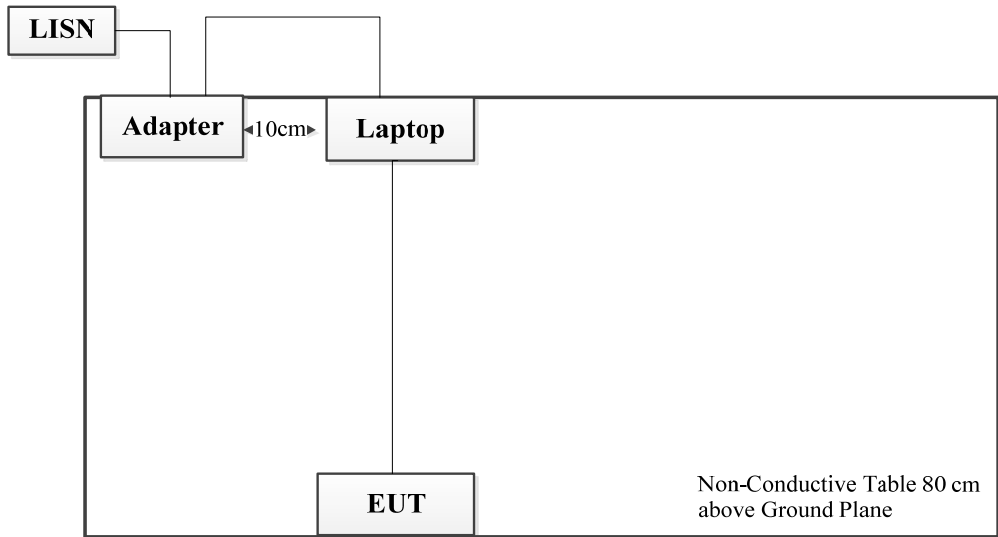 LISN
Adapter
10cm
Laptop
EUT
Non-Conductive Table 80 cm
above Ground Plane